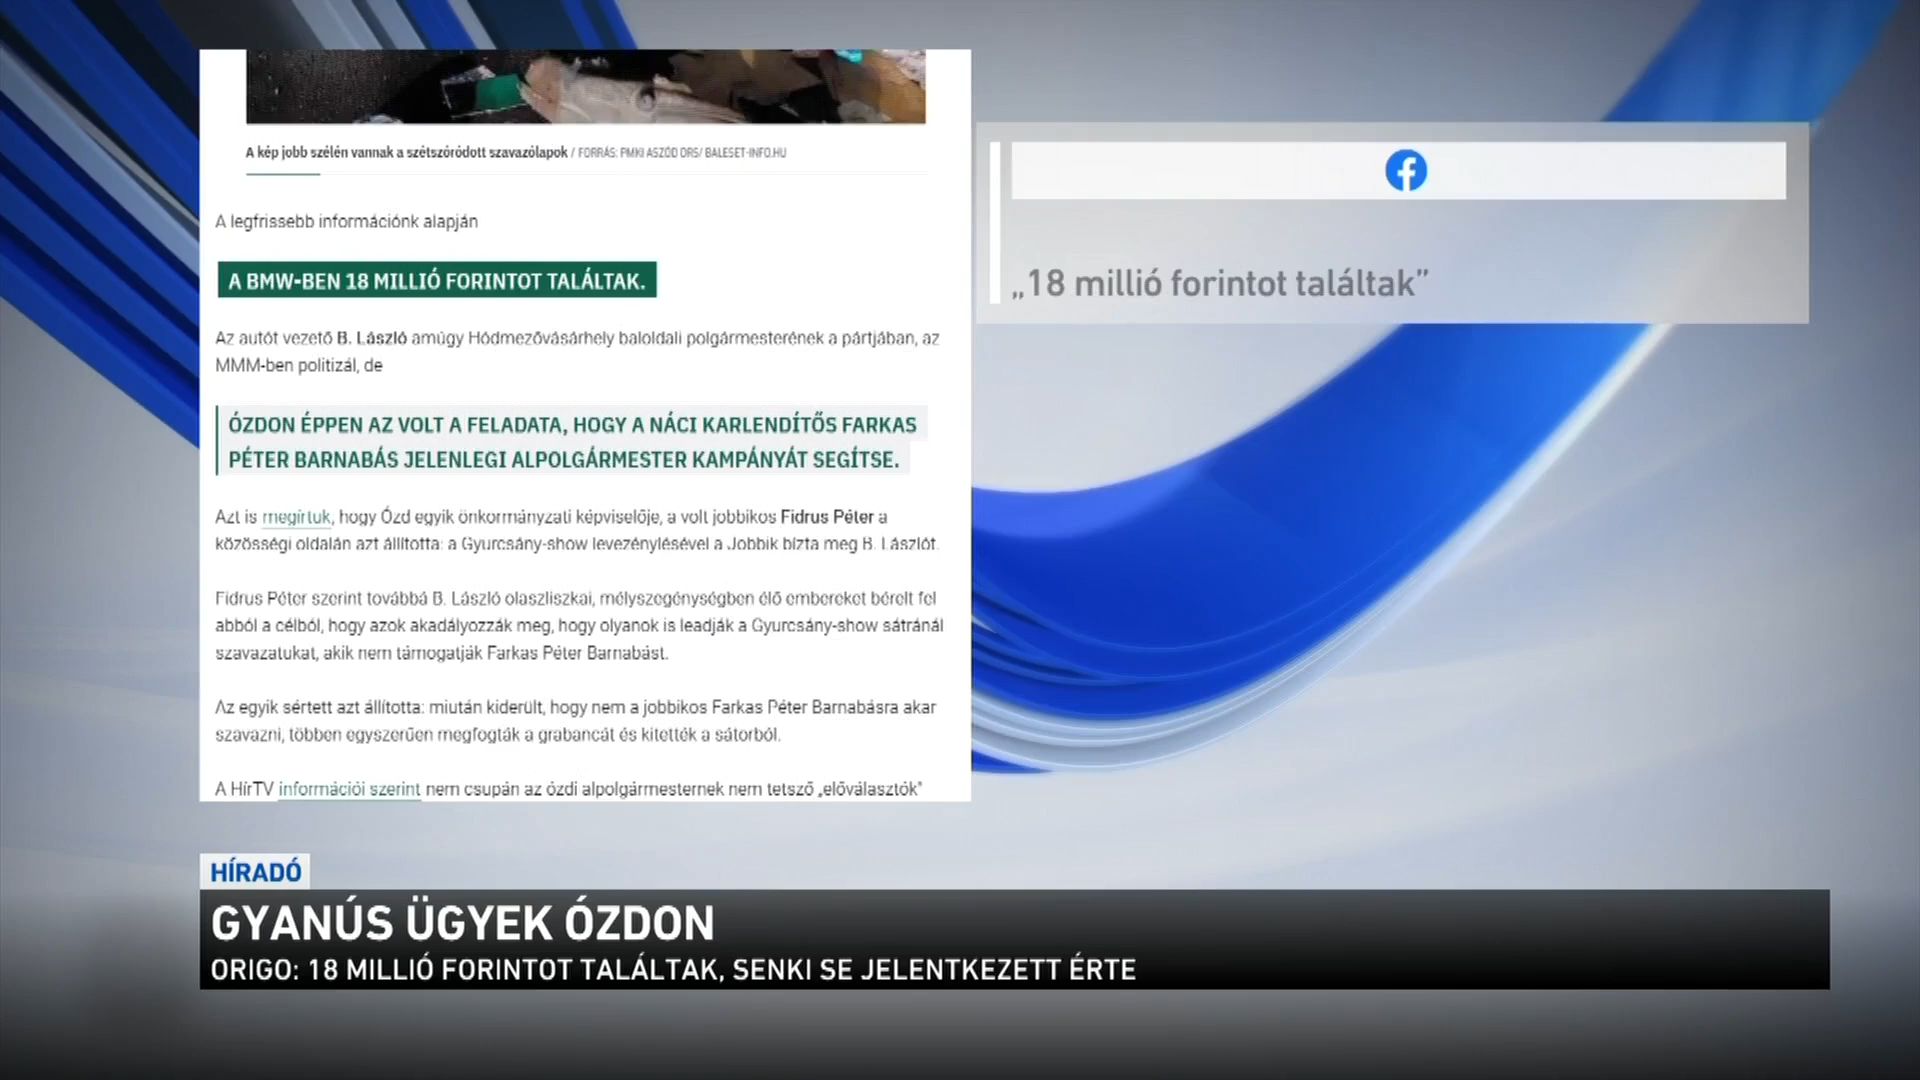 A kép jobb szélén vannak a szétszóródott szavazólapok / FORRÁS: PMKI ASZÓD ORS/ BALESET-INFO.HU
A legfrissebb információnk alapján
A BMW-BEN 18 MILLIÓ FORINTOT TALÁLTAK.
Az autót vezető B. László amúgy Hódmezővásárhely baloldali polgármesterének a pártjában, az
MMM-ben politizál, de
ÓZDON ÉPPEN AZ VOLT A FELADATA, HOGY A NÁCI KARLENDÍTŐS FARKAS
PÉTER BARNABÁS JELENLEGI ALPOLGÁRMESTER KAMPÁNYÁT SEGÍTSE.
Azt is megírtuk, hogy Ózd egyik önkormányzati képviselője, a volt jobbikos Fidrus Péter a
közösségi oldalán azt állította: a Gyurcsány-show levezénylésével a Jobbik bízta meg B. Lászlót.
Fidrus Péter szerint továbbá B. László olaszliszkai, mélyszegénységben élő embereket bérelt fel
abból a célból, hogy azok akadályozzák meg, hogy olyanok is leadják a Gyurcsány-show sátránál
szavazatukat, akik nem támogatják Farkas Péter Barnabást.
Az egyik sértett azt állította: miután kiderült, hogy nem a jobbikos Farkas Péter Barnabásra akar
szavazni, többen egyszerűen megfogták a grabancát és kitették a sátorból.
A HírTV információi szerint nem csupán az ózdi alpolgármesternek nem tetsző „előválasztók"
„18 millió forintot találtak”
HÍRADÓ
GYANÚS ÜGYEK ÓZDON
ORIGO: 18 MILLIÓ FORINTOT TALÁLTAK, SENKI SE JELENTKEZETT ÉRTE